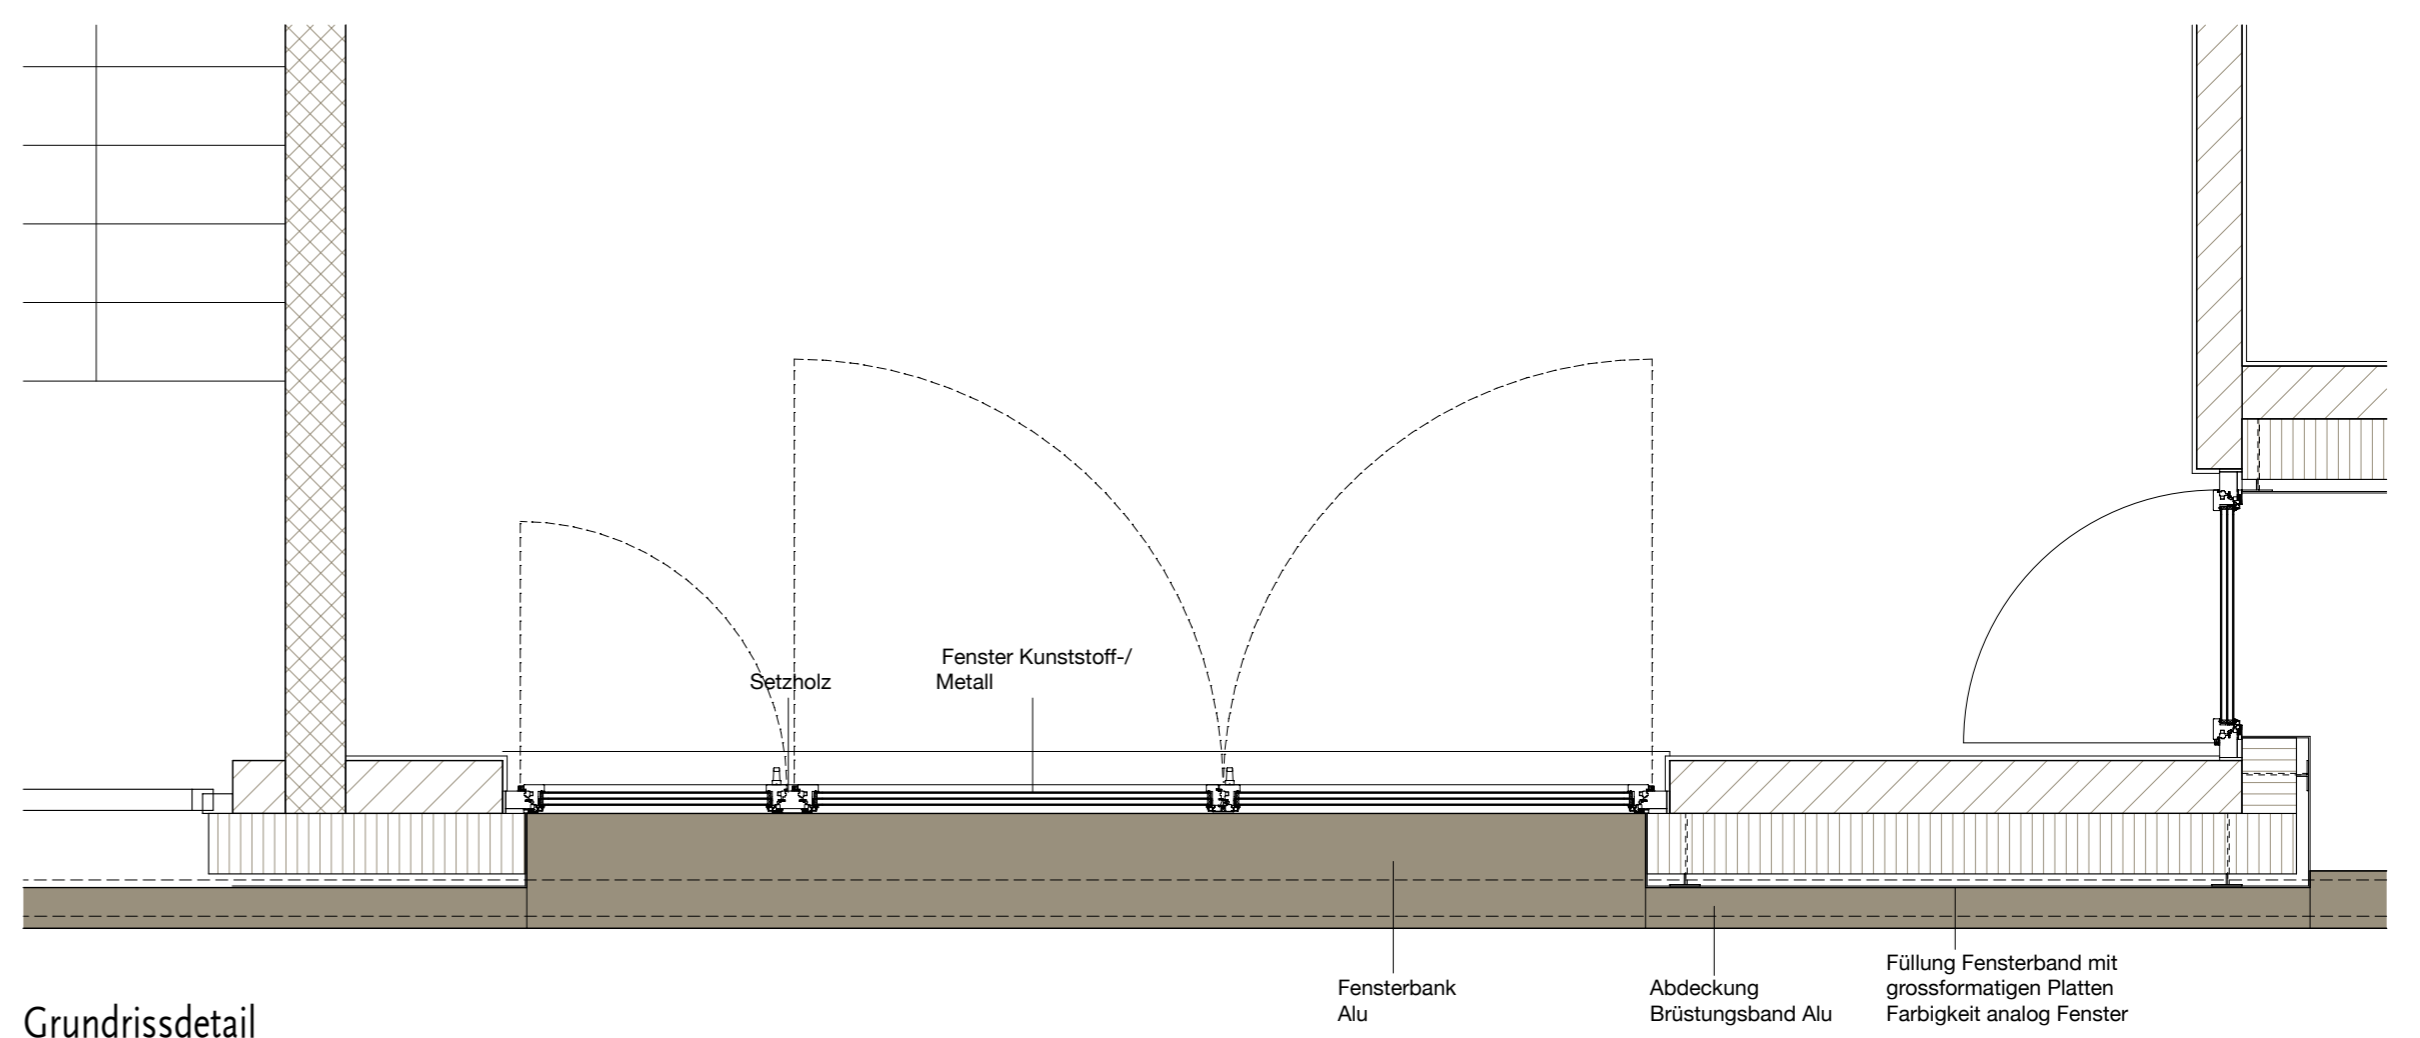 Fenster Kunststoff-/
Metall
Setzholz
Fensterbank
Alu
Abdeckung
Brüstungsband Alu
Füllung Fensterband mit
grossformatigen Platten
Farbigkeit analog Fenster
Grundrissdetail